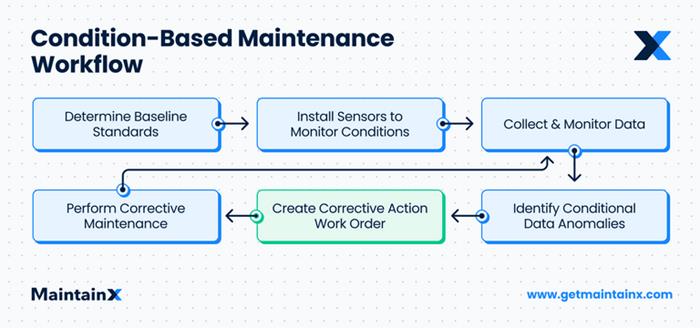 Condition-Based Maintenance
Workflow
Determine Baseline
Standards
Install Sensors to
Monitor Conditions
Collect & Monitor Data
Perform Corrective
Maintenance
Create Corrective Action
Work Order
Identify Conditional
Data Anomalies
MaintainX
www.getmaintainx.com